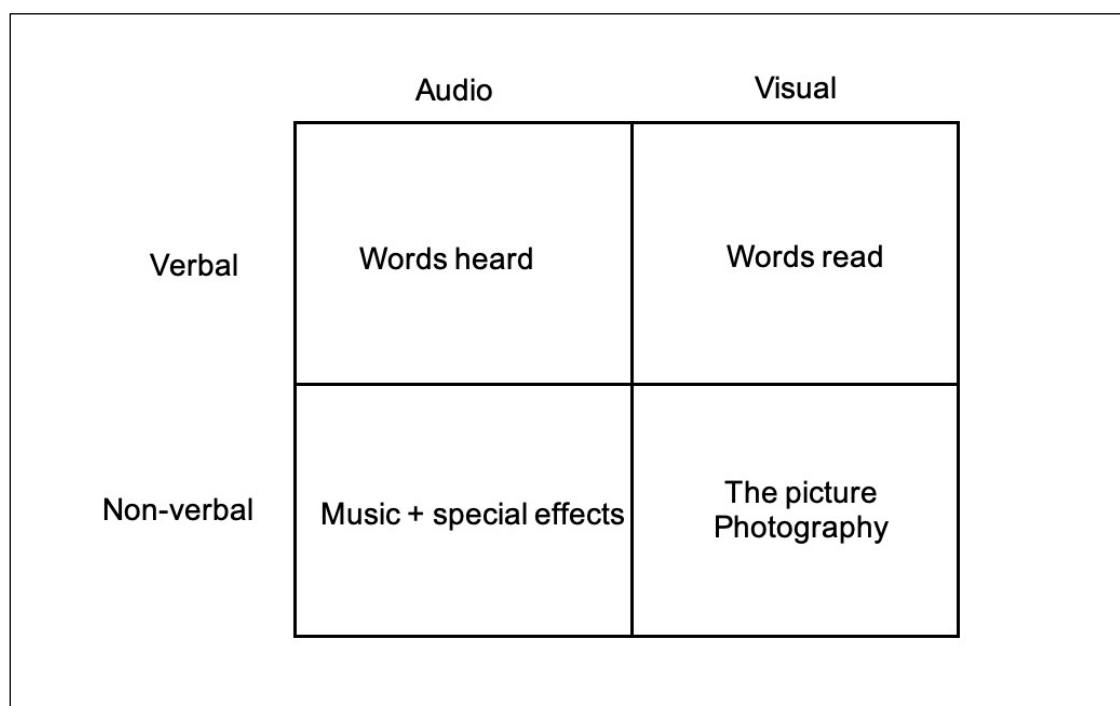 Audio
Visual
Verbal
Words heard
Words read
Non-verbal
Music + special effects
The picture
Photography